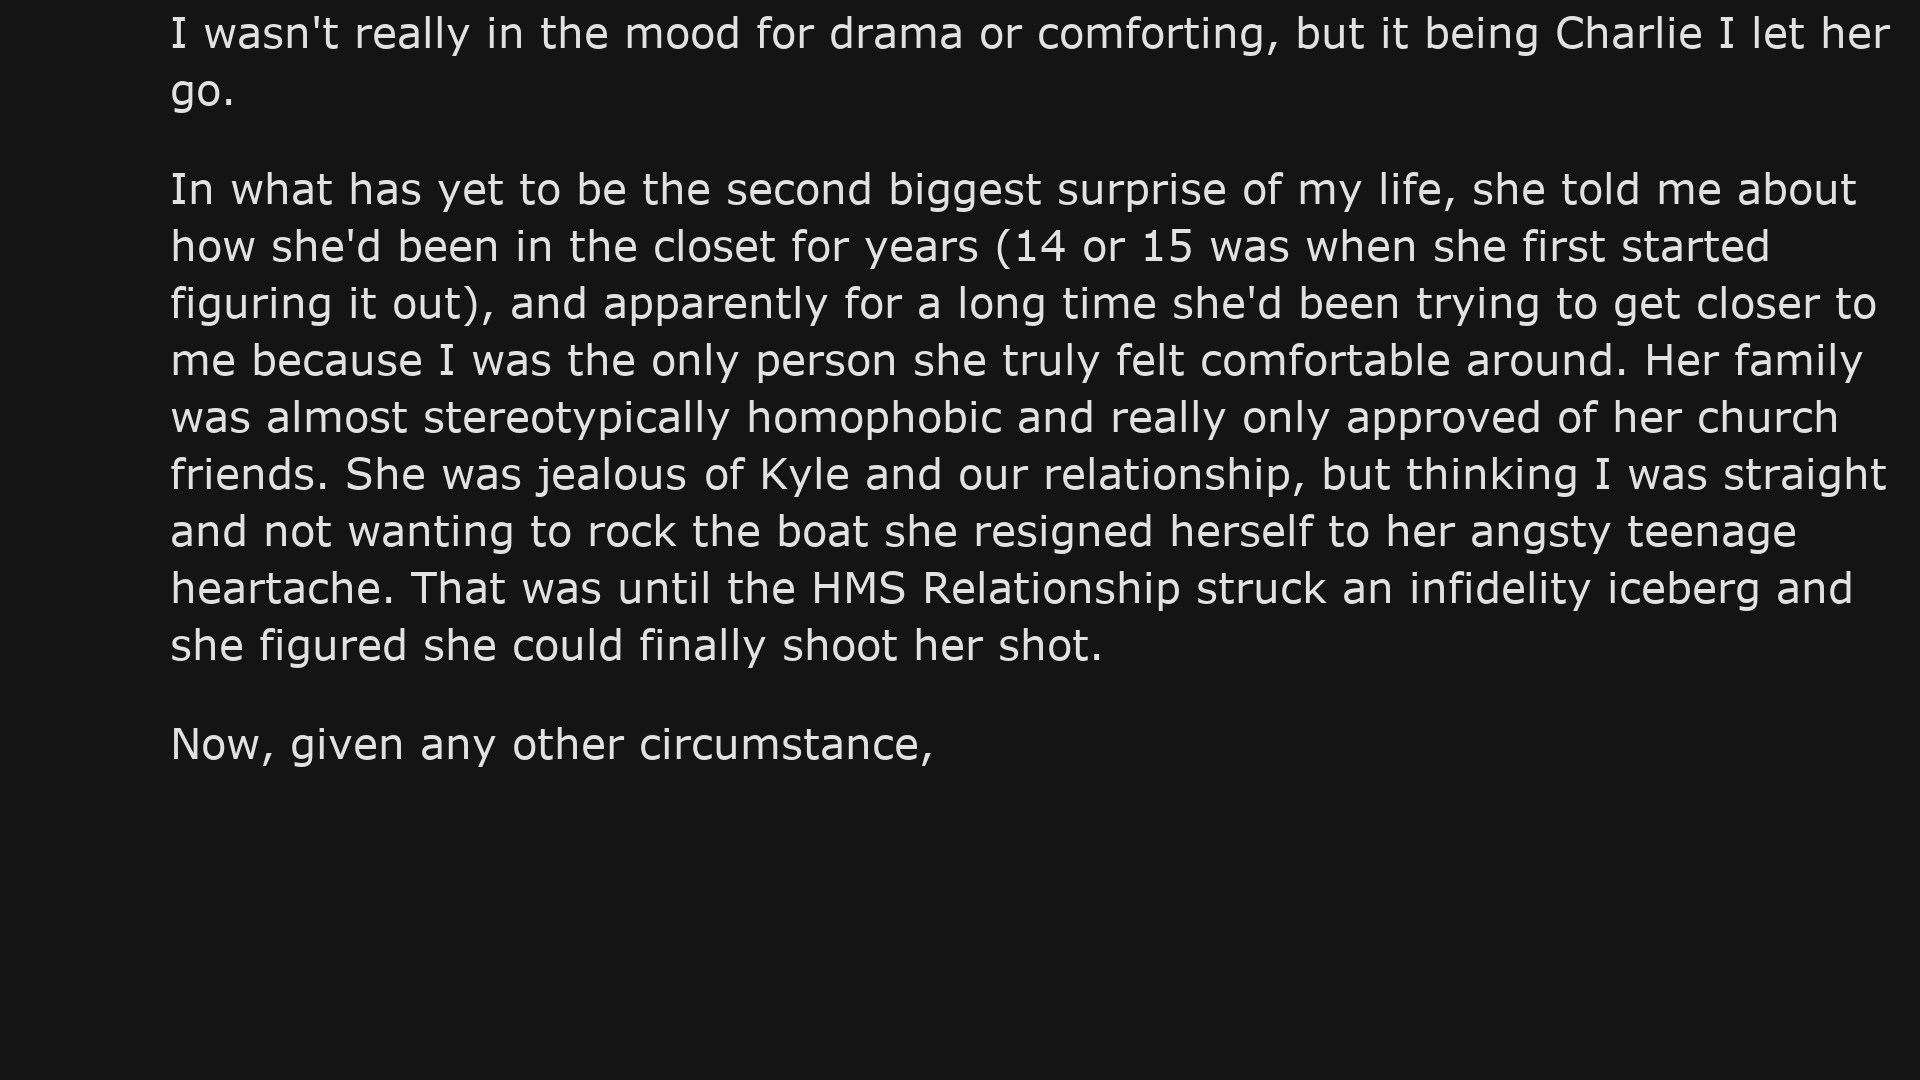 I wasn't really in the mood for drama or comforting, but it being Charlie I let her
go.
In what has yet to be the second biggest surprise of my life, she told me about
how she'd been in the closet for years (14 or 15 was when she first started
figuring it out), and apparently for a long time she'd been trying to get closer to
me because I was the only person she truly felt comfortable around. Her family
was almost stereotypically homophobic and really only approved of her church
friends. She was jealous of Kyle and our relationship, but thinking I was straight
and not wanting to rock the boat she resigned herself to her angsty teenage
heartache. That was until the HMS Relationship struck an infidelity iceberg and
she figured she could finally shoot her shot.
Now, given any other circumstance,